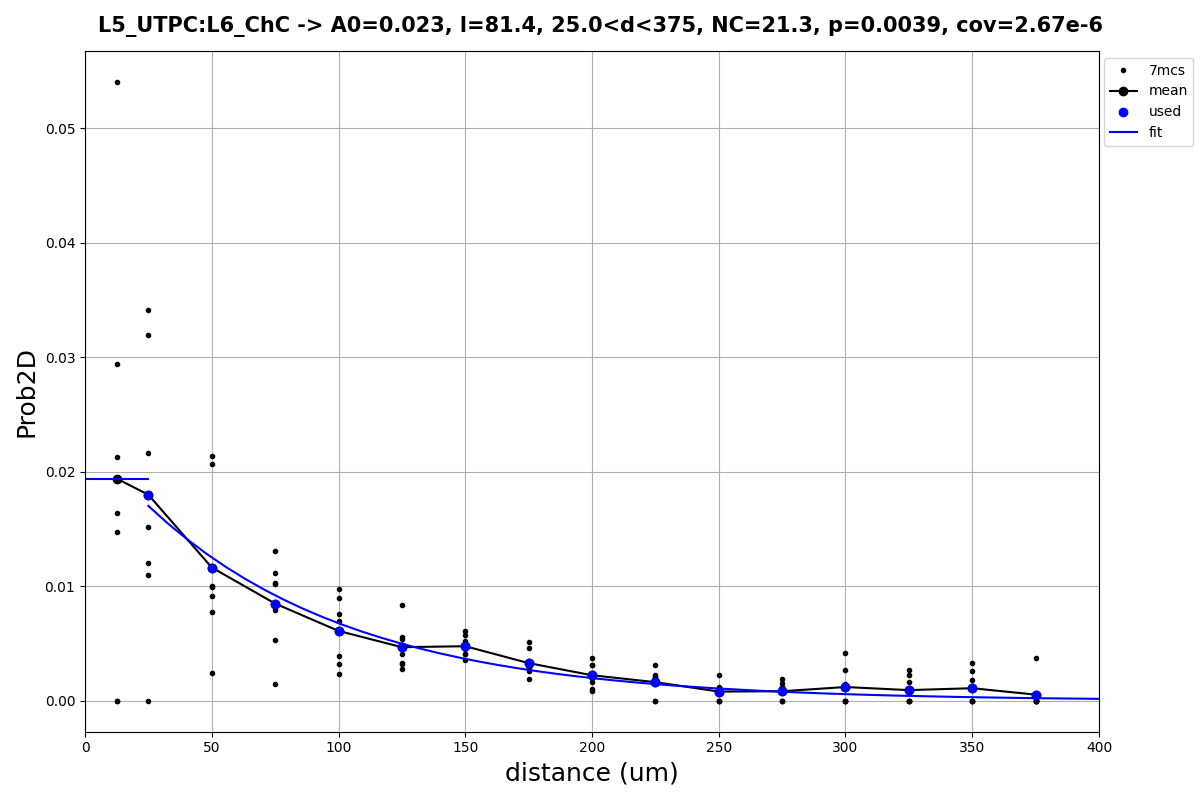 L5_UTPC:L6_ChC -> A0=0.023, l=81.4, 25.0<d<375, NC=21.3, p=0.0039, cov=2.67e-6
7mcs
mean
used
fit
Prob2D
0.05
0.04
0.03
0.02
0.01
0.00
0 50 100 150 200 250 300 350 400
distance (um)